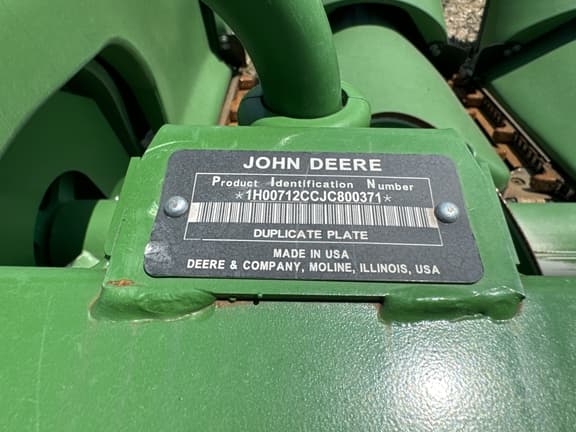 JOHN DEERE
Product Identification Number
*1H00712CCJC800371*
DUPLICATE PLATE
MADE IN USA
DEERE & COMPANY, MOLINE, ILLINOIS, USA